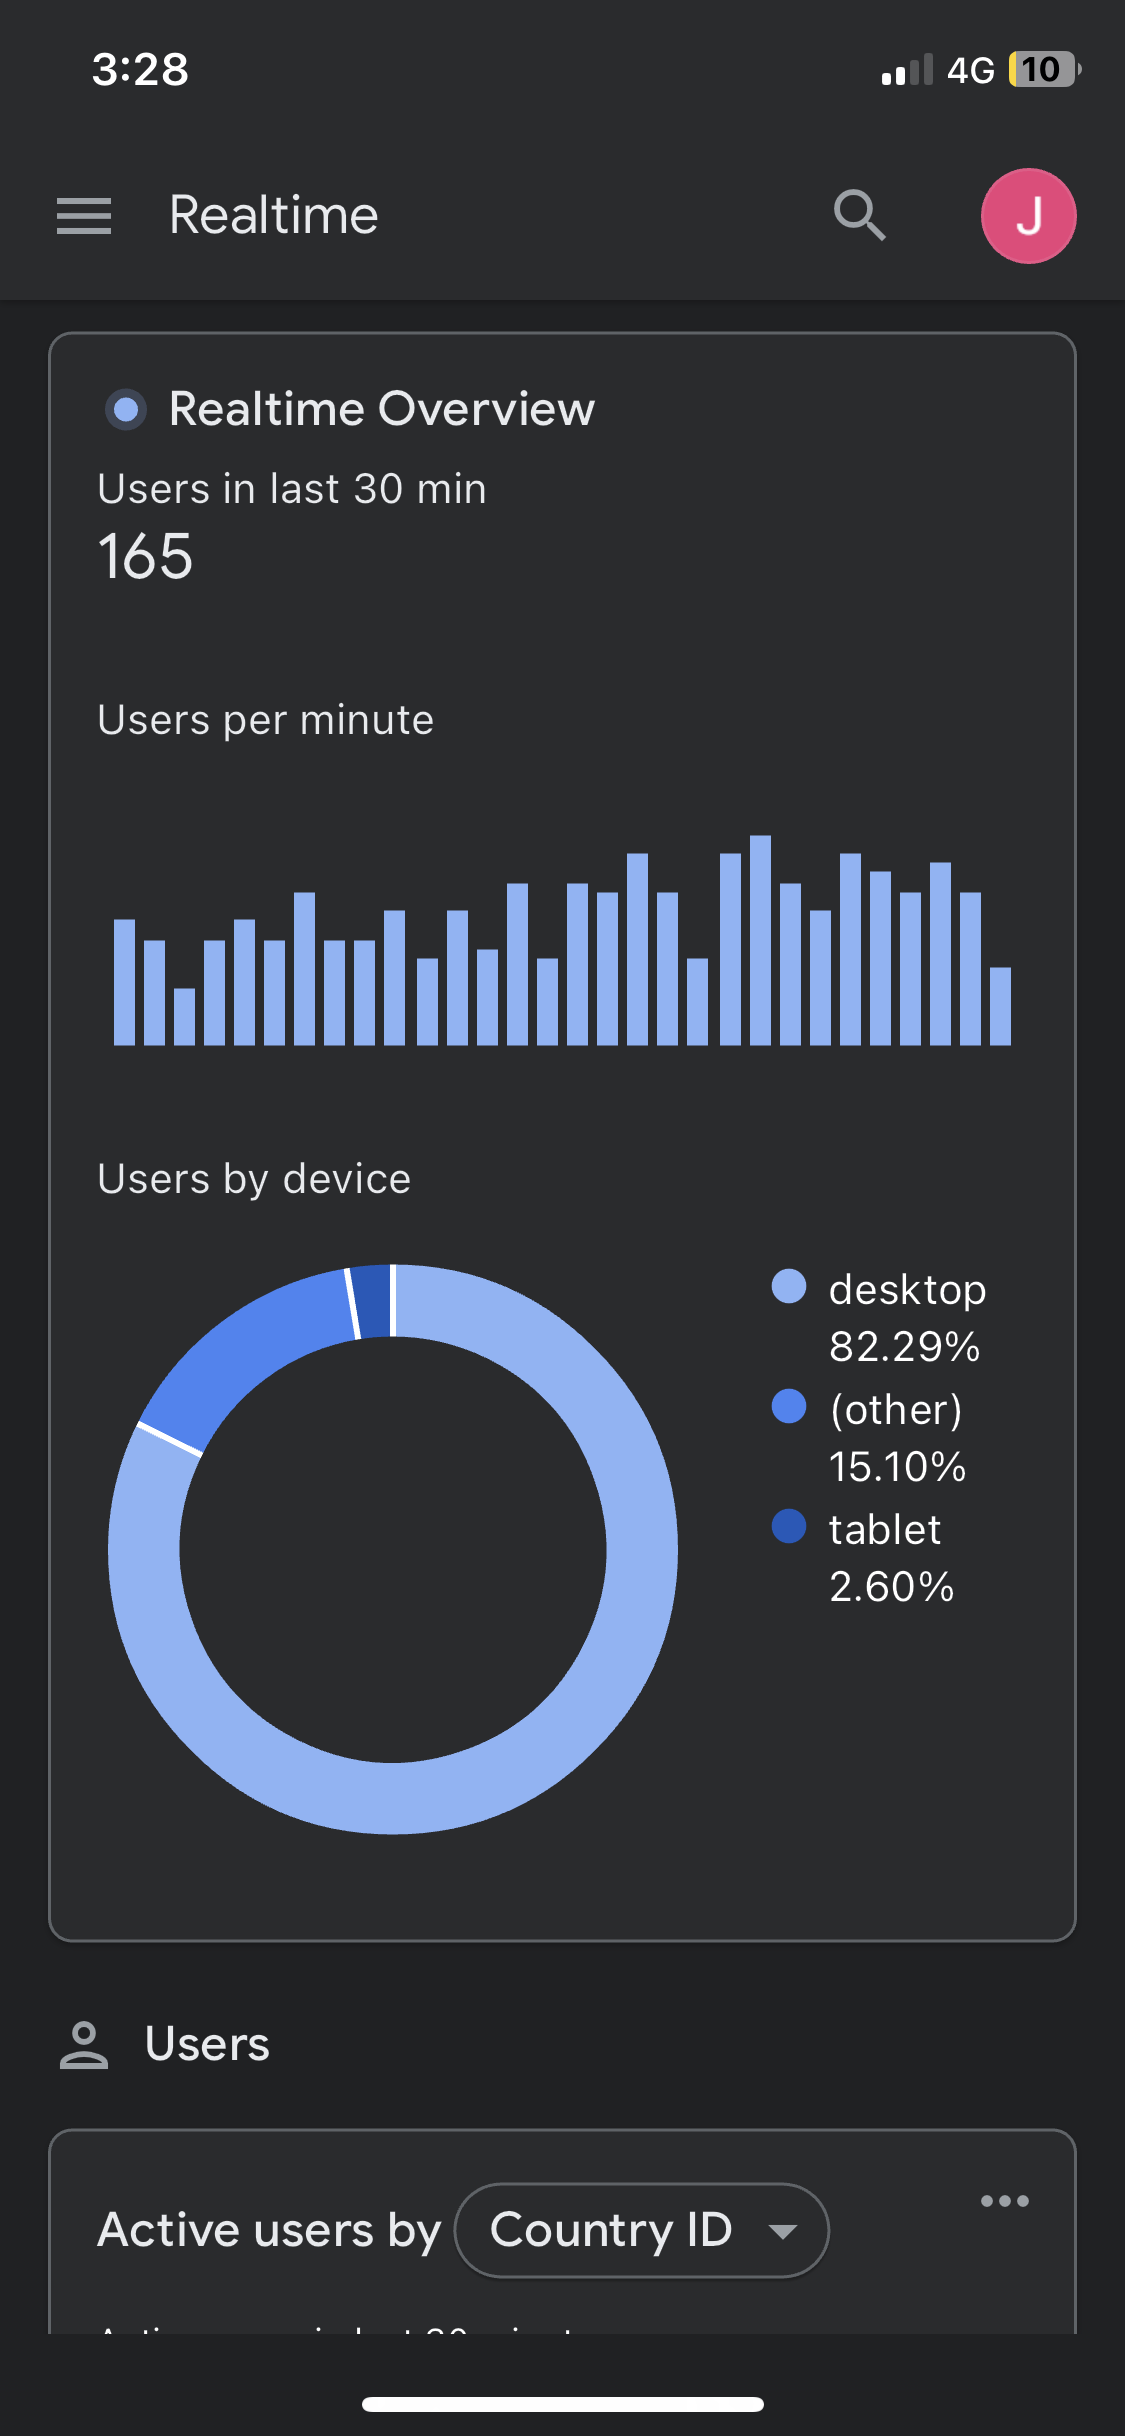 3:28
4G 10
Realtime
J
Realtime Overview
Users in last 30 min
165
Users per minute
Users by device
desktop
82.29%
(other)
15.10%
tablet
2.60%
Users
Active users by Country ID